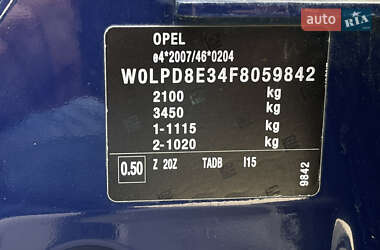 auto RIA
OPEL
e4*2007/46*0204
W0LPD8E34F8059842
2100 kg
3450 kg
1-1115 kg
2-1020 kg
0.50 Z 20Z TADB I15
9842